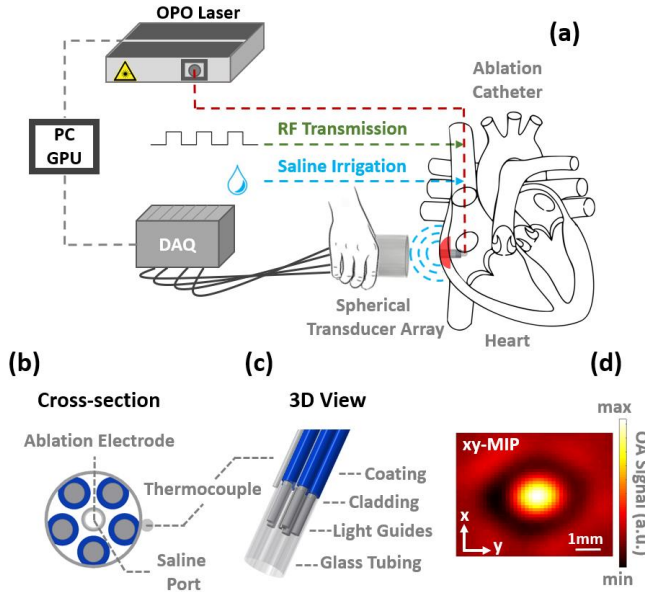 OPO Laser
(a)
Ablation
Catheter
PC
GPU
RF Transmission
Saline Irrigation
DAQ
Spherical
Transducer Array
Heart
(b)
(c)
(d)
Cross-section
3D View
Ablation Electrode
Thermocouple
Saline
Port
Coating
Cladding
Light Guides
Glass Tubing
max
xy-MIP
OA Signal (a.u.)
x
y
1mm
min